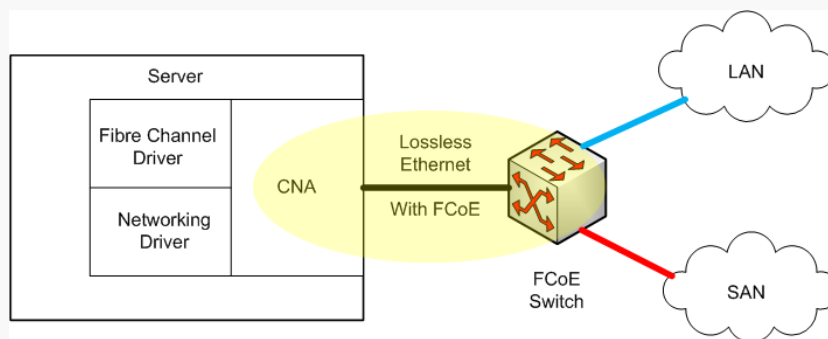 Server
Fibre Channel
Driver
Networking
Driver
CNA
Lossless
Ethernet
With FCoE
FCoE
Switch
LAN
SAN